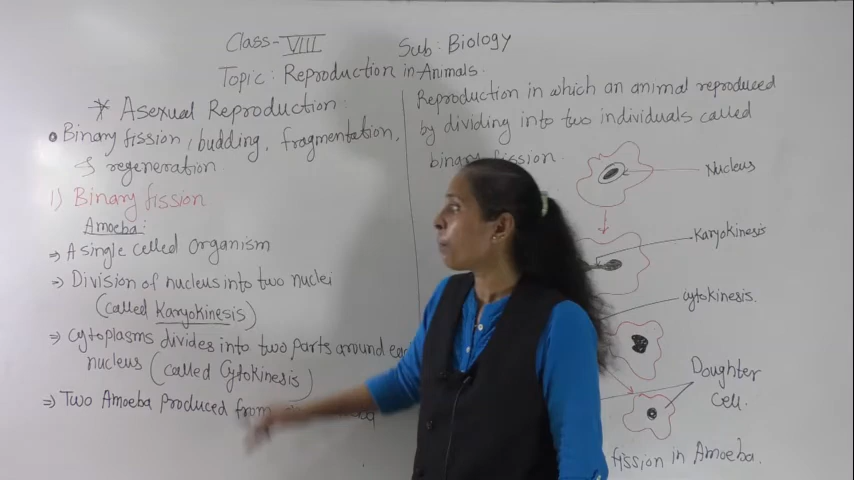 Class-VIII Sub: Biology
Topic: Reproduction in Animals.
* Asexual Reproduction:
• Binary fission, budding, fragmentation,
& regeneration.
1) Binary fission
Amoeba:
⇒ A single celled organism
⇒ Division of nucleus into two nuclei
(called Karyokinesis)
⇒ Cytoplasms divides into two parts around
nucleus (called Cytokinesis)
⇒ Two Amoeba produced from
Reproduction in which an animal reproduced
by dividing into two individuals called
binary fission.
Nucleus
Karyokinesis
cytokinesis.
Daughter
Cell.
fission in Amoeba.